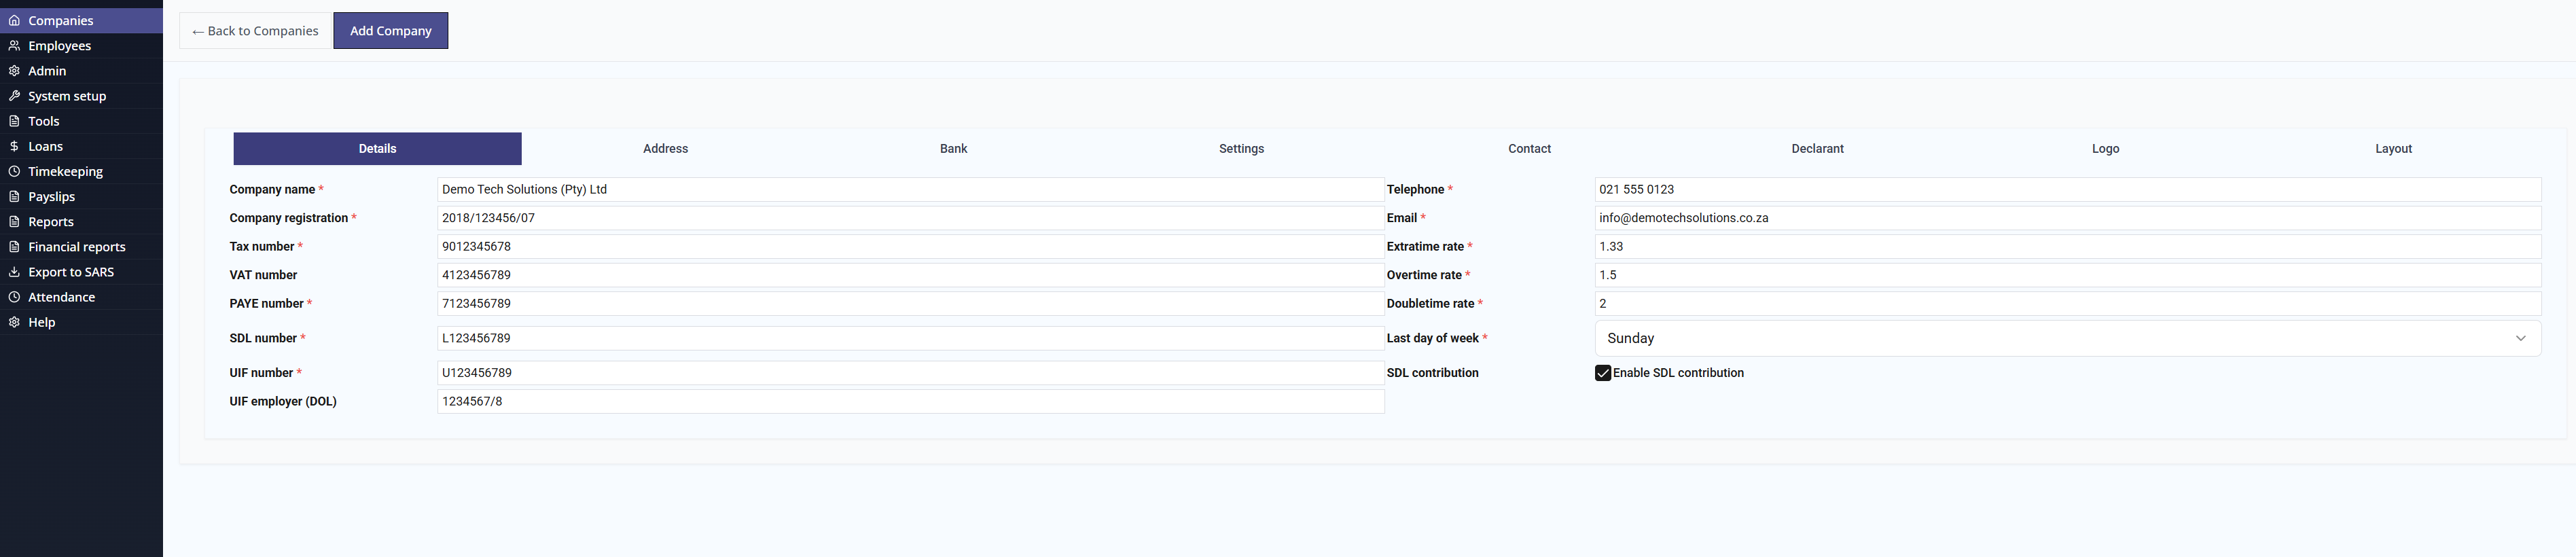 Companies
Employees
Admin
System setup
Tools
Loans
Timekeeping
Payslips
Reports
Financial reports
Export to SARS
Attendance
Help
← Back to Companies
Add Company
Details
Address
Bank
Settings
Contact
Declarant
Logo
Layout
Company name * Demo Tech Solutions (Pty) Ltd
Company registration * 2018/123456/07
Tax number * 9012345678
VAT number 4123456789
PAYE number * 7123456789
SDL number * L123456789
UIF number * U123456789
UIF employer (DOL) 1234567/8
Telephone * 021 555 0123
Email * info@demotechsolutions.co.za
Extratime rate * 1.33
Overtime rate * 1.5
Doubletime rate * 2
Last day of week * Sunday
SDL contribution Enable SDL contribution